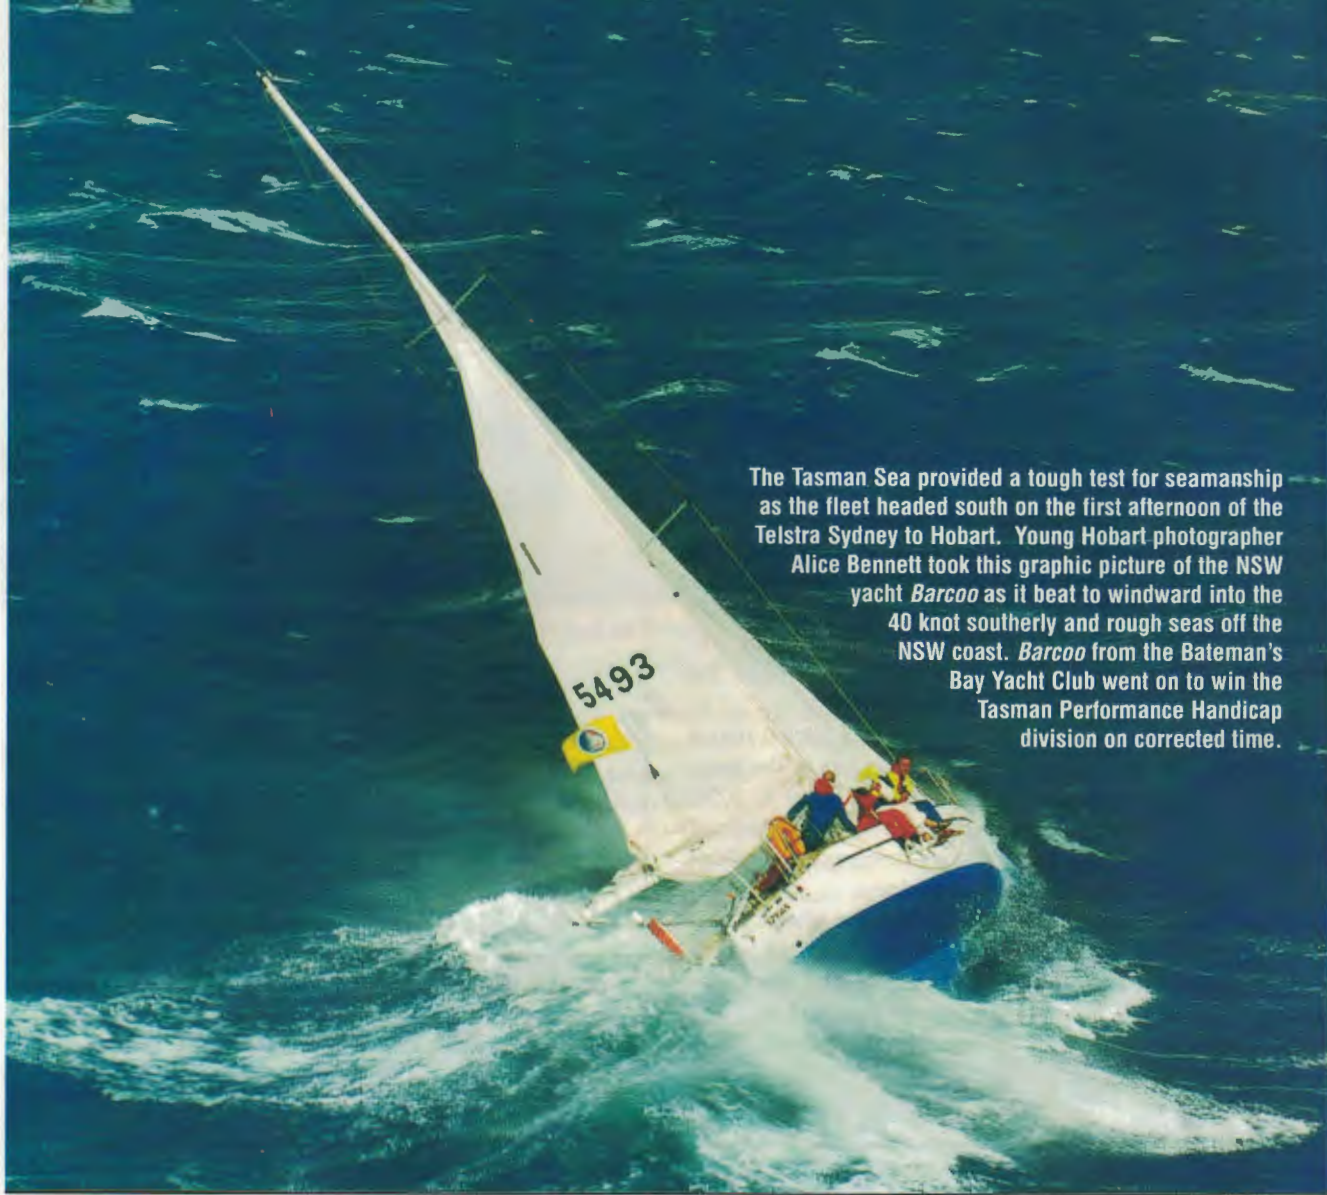 The Tasman Sea provided a tough test for seamanship
as the fleet headed south on the first afternoon of the
Telstra Sydney to Hobart. Young Hobart photographer
Alice Bennett took this graphic picture of the NSW
yacht Barcoo as it beat to windward into the
40 knot southerly and rough seas off the
NSW coast. Barcoo from the Bateman's
Bay Yacht Club went on to win the
Tasman Performance Handicap
division on corrected time.
5493